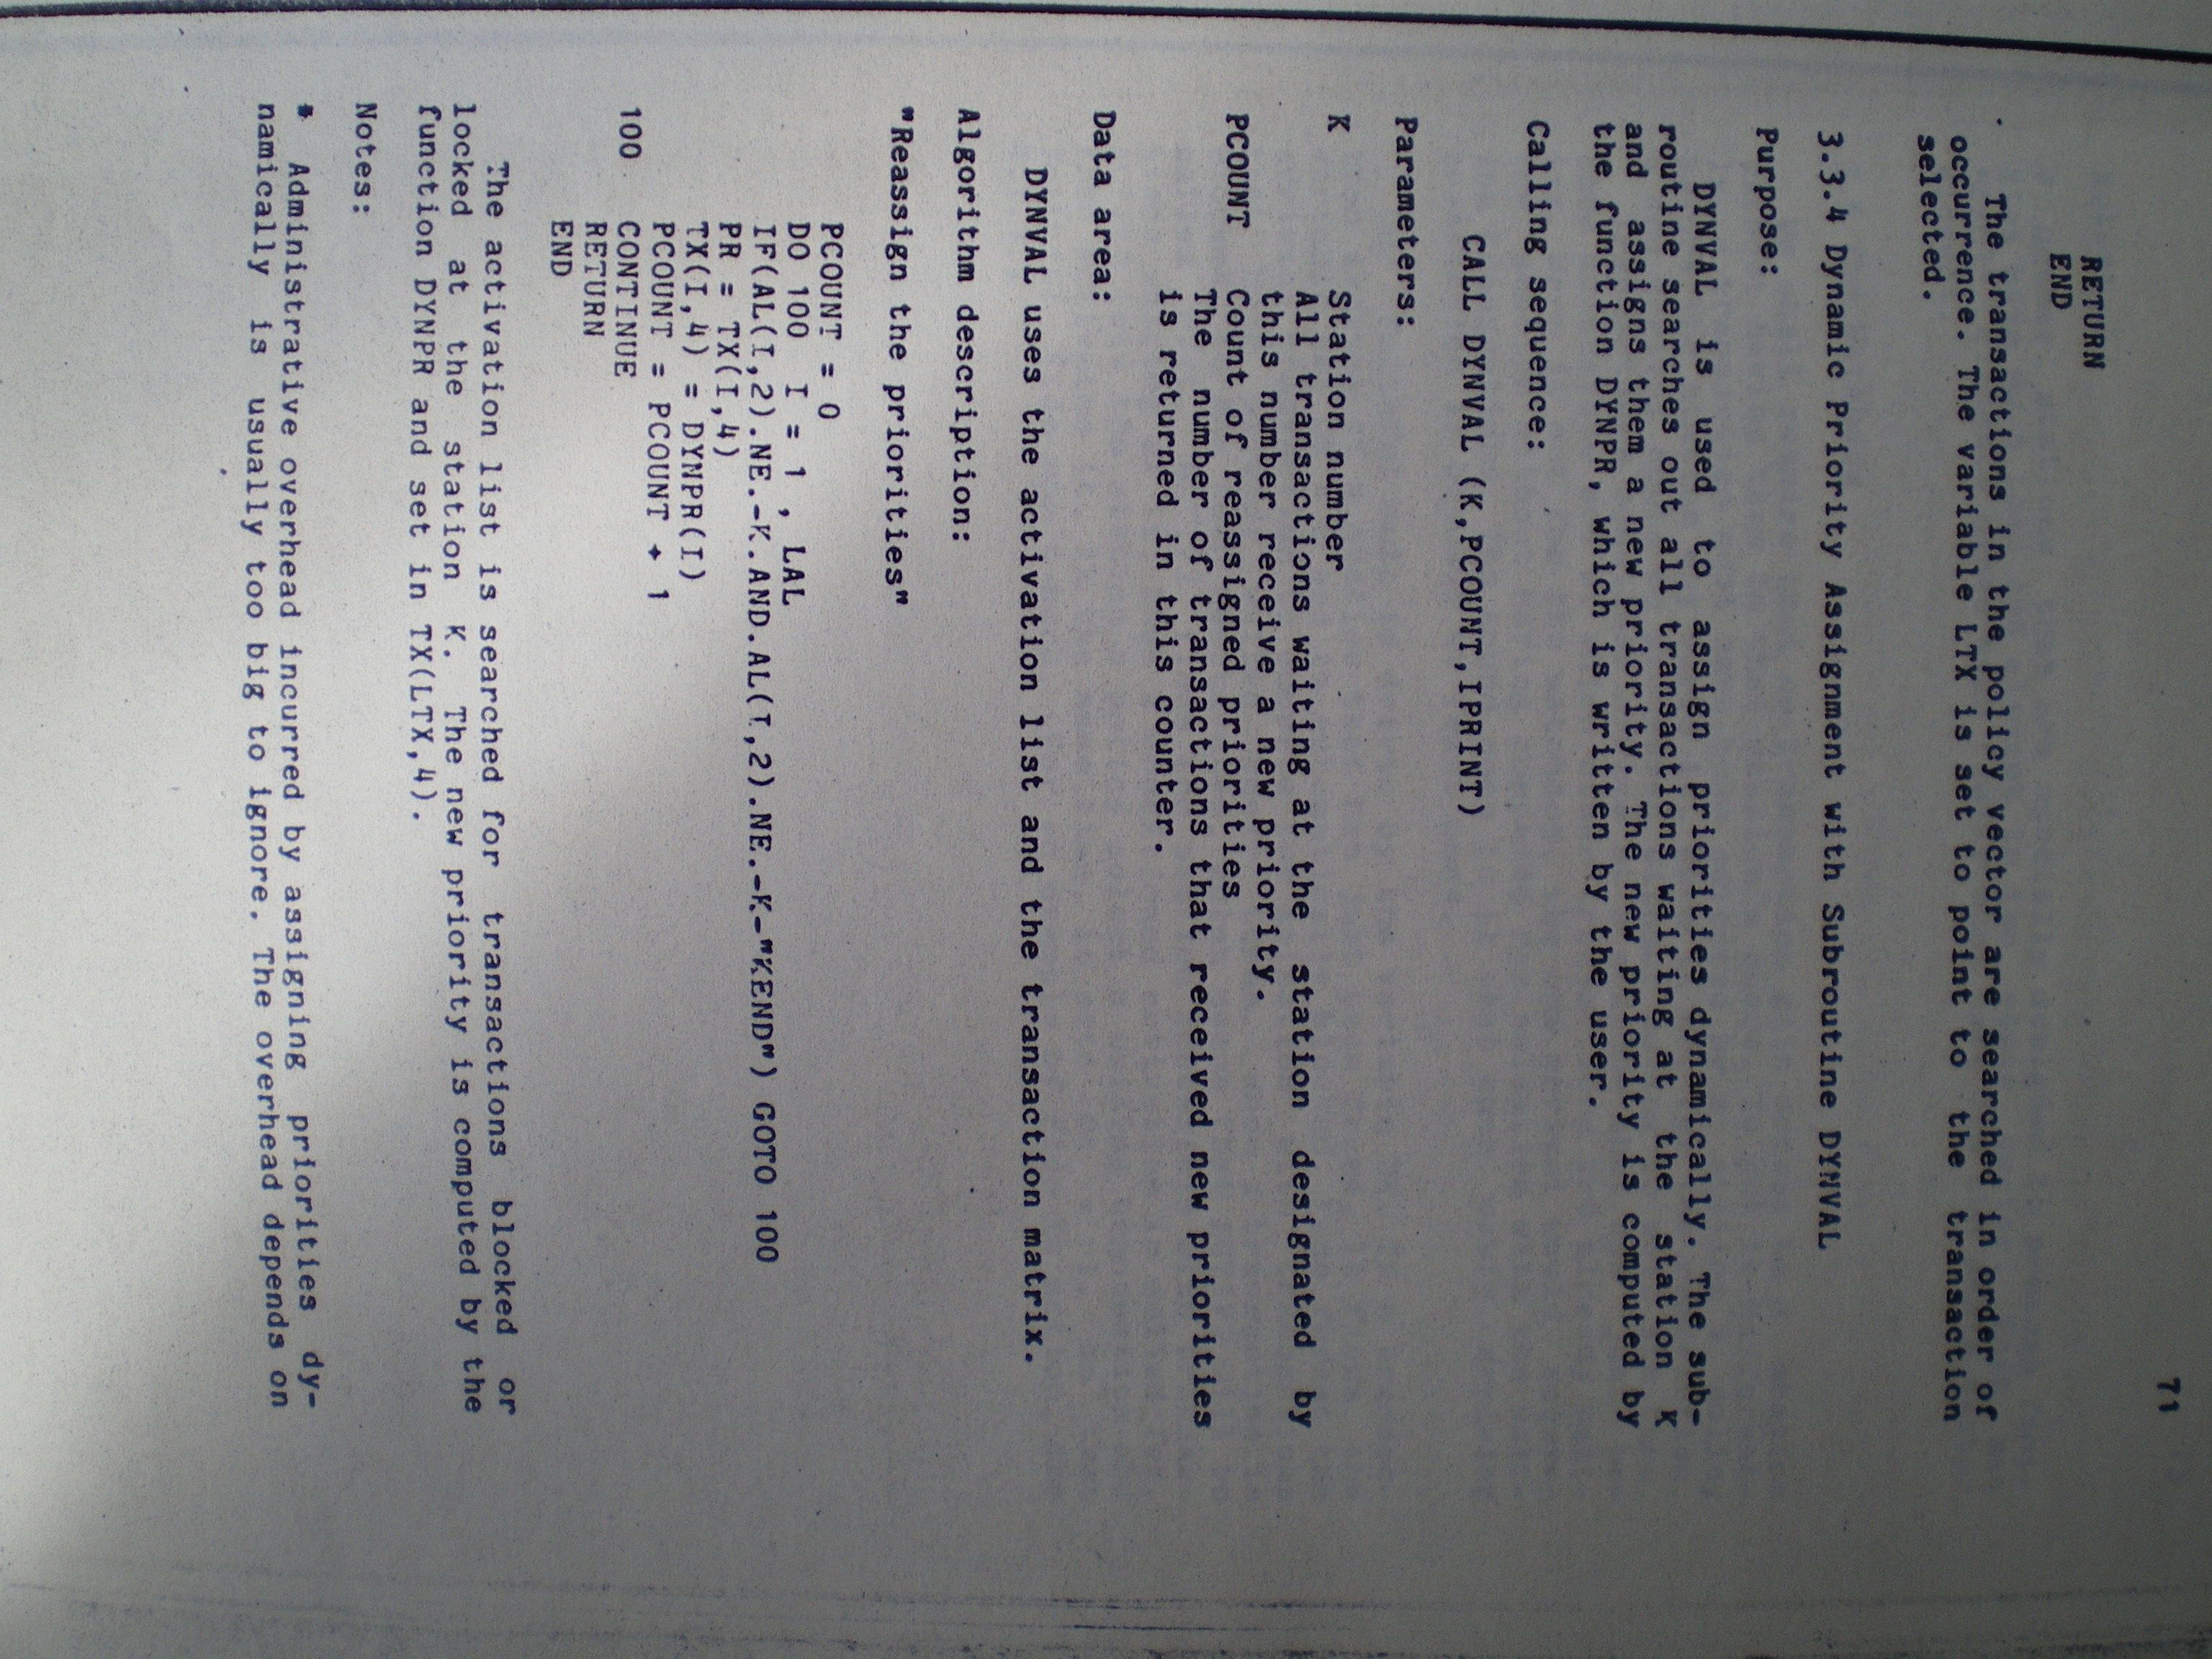 71
RETURN
END
The transactions in the policy vector are searched in order of
occurrence. The variable LTX is set to point to the transaction
selected.
3.3.4 Dynamic Priority Assignment with Subroutine DYNVAL
Purpose:
DYNVAL is used to assign priorities dynamically. The sub-
routine searches out all transactions waiting at the station K
and assigns them a new priority. The new priority is computed by
the function DYNPR, which is written by the user.
Calling sequence:
CALL DYNVAL (K,PCOUNT,IPRINT)
Parameters:
K Station number
All transactions waiting at the station designated by
this number receive a new priority.
PCOUNT Count of reassigned priorities
The number of transactions that received new priorities
is returned in this counter.
Data area:
DYNVAL uses the activation list and the transaction matrix.
Algorithm description:
"Reassign the priorities"
PCOUNT = 0
DO 100 I = 1 , LAL
IF(AL(I,2).NE.-K.AND.AL(I,2).NE.-K-"KEND") GOTO 100
PR = TX(I,4)
TX(I,4) = DYNPR(I)
PCOUNT = PCOUNT + 1
100 CONTINUE
RETURN
END
The activation list is searched for transactions blocked or
locked at the station K. The new priority is computed by the
function DYNPR and set in TX(LTX,4).
Notes:
* Administrative overhead incurred by assigning priorities dy-
namically is usually too big to ignore. The overhead depends on